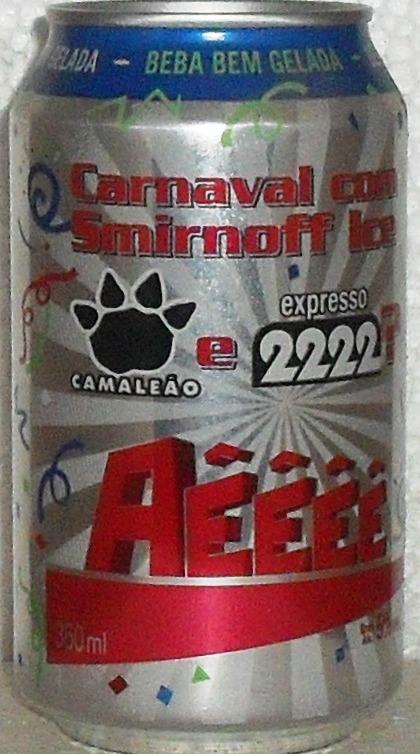 GELADA – BEBA BEM GELADA –
Carnaval com
Smirnoff Ice
CAMALEÃO e expresso 2222?
AÊÊÊÊ
350ml